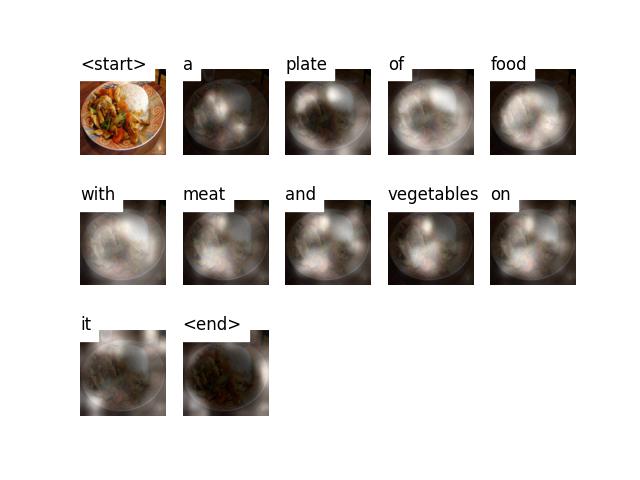 <start> a plate of food
with meat and vegetables on
it <end>